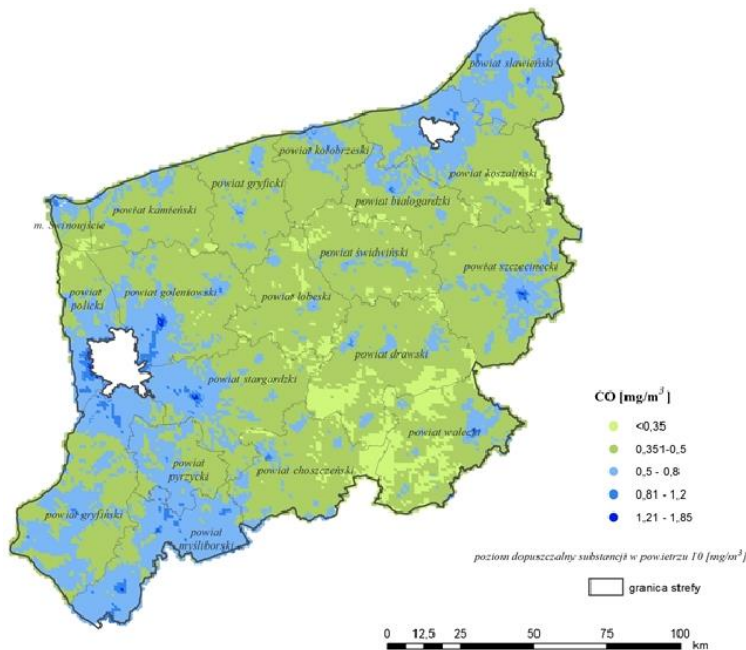 powiat sławieński
powiat kołobrzeski
powiat koszaliński
powiat gryficki
powiat białogardzki
powiat kamieński
m. Świnoujście
powiat świdwiński
powiat szczecinecki
powiat
policki
powiat goleniowski
powiat łobeski
powiat drawski
powiat stargardzki
powiat wałecki
powiat choszczeński
powiat
pyrzycki
powiat gryfiński
powiat
myśliborski
CO [mg/m³]
<0,35
0,351-0,5
0,5 - 0,8
0,81 - 1,2
1,21 - 1,85
poziom dopuszczalny substancji w powietrzu 10 [mg/m³]
granica strefy
0 12,5 25 50 75 100
km